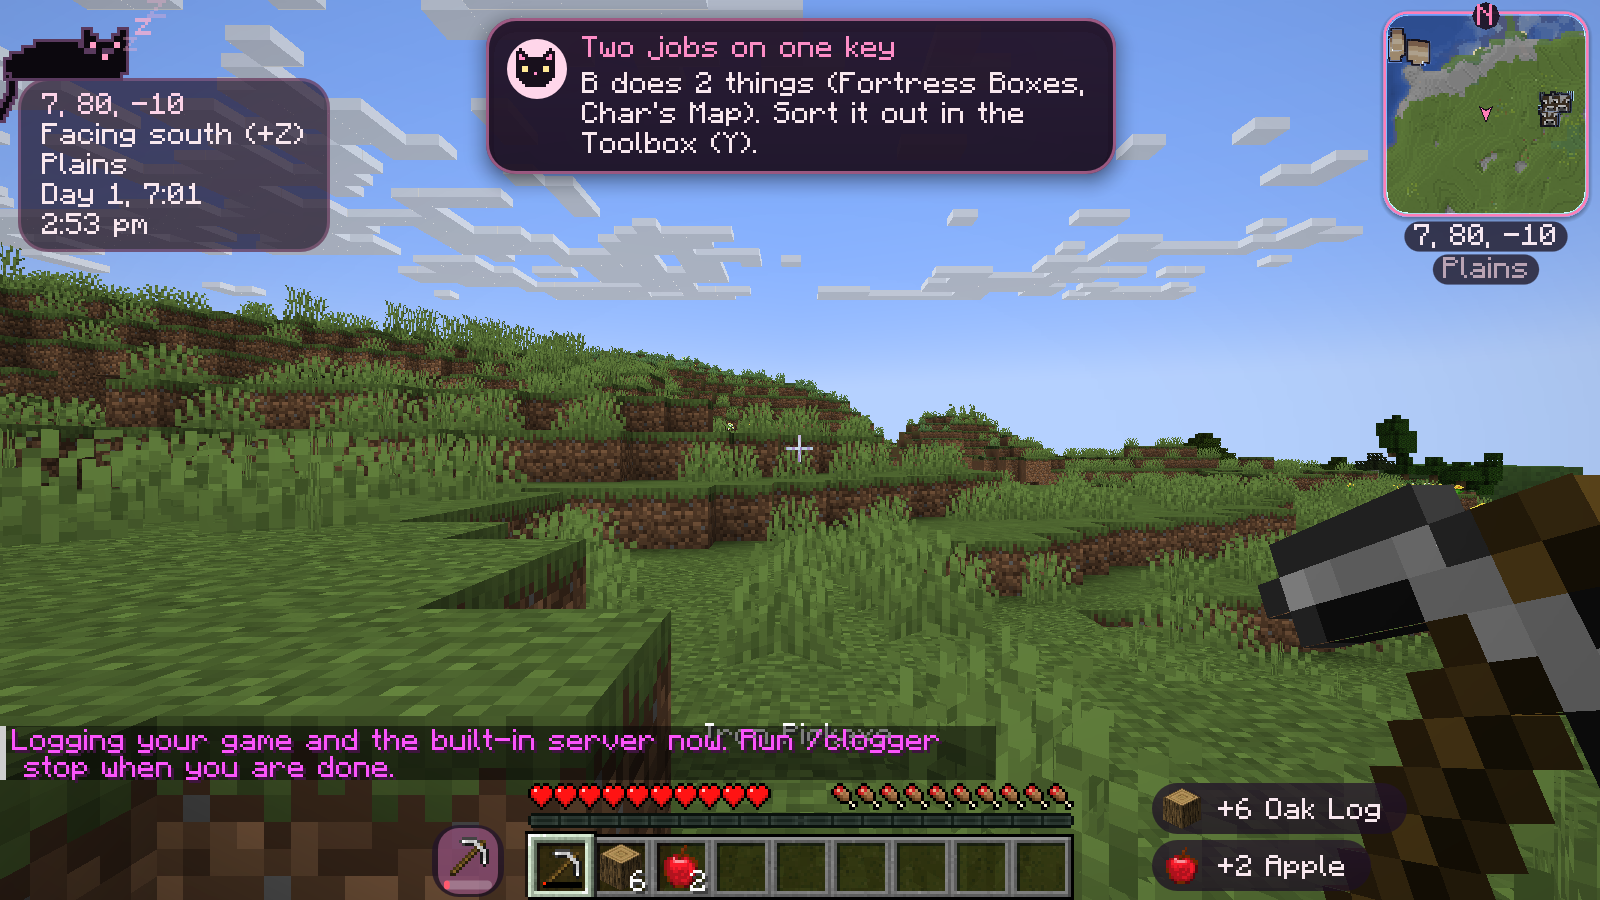 Two jobs on one key
B does 2 things (Fortress Boxes,
Char's Map). Sort it out in the
Toolbox (Y).
7, 80, -10
Facing south (+Z)
Plains
Day 1, 7:01
2:53 pm
N
7, 80, -10
Plains
Iron Pickaxe
Logging your game and the built-in server now. Run /blogger
stop when you are done.
+6 Oak Log
+2 Apple
6
2